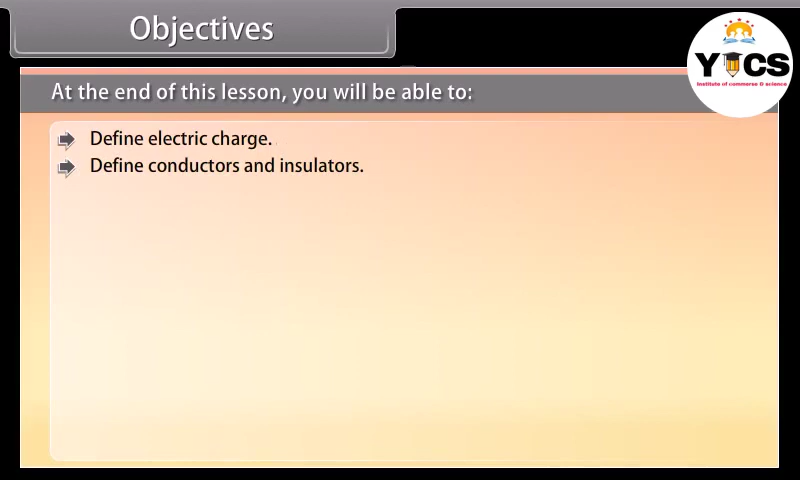 Objectives
YICS
Institute of commerce & science
At the end of this lesson, you will be able to:
Define electric charge.
Define conductors and insulators.